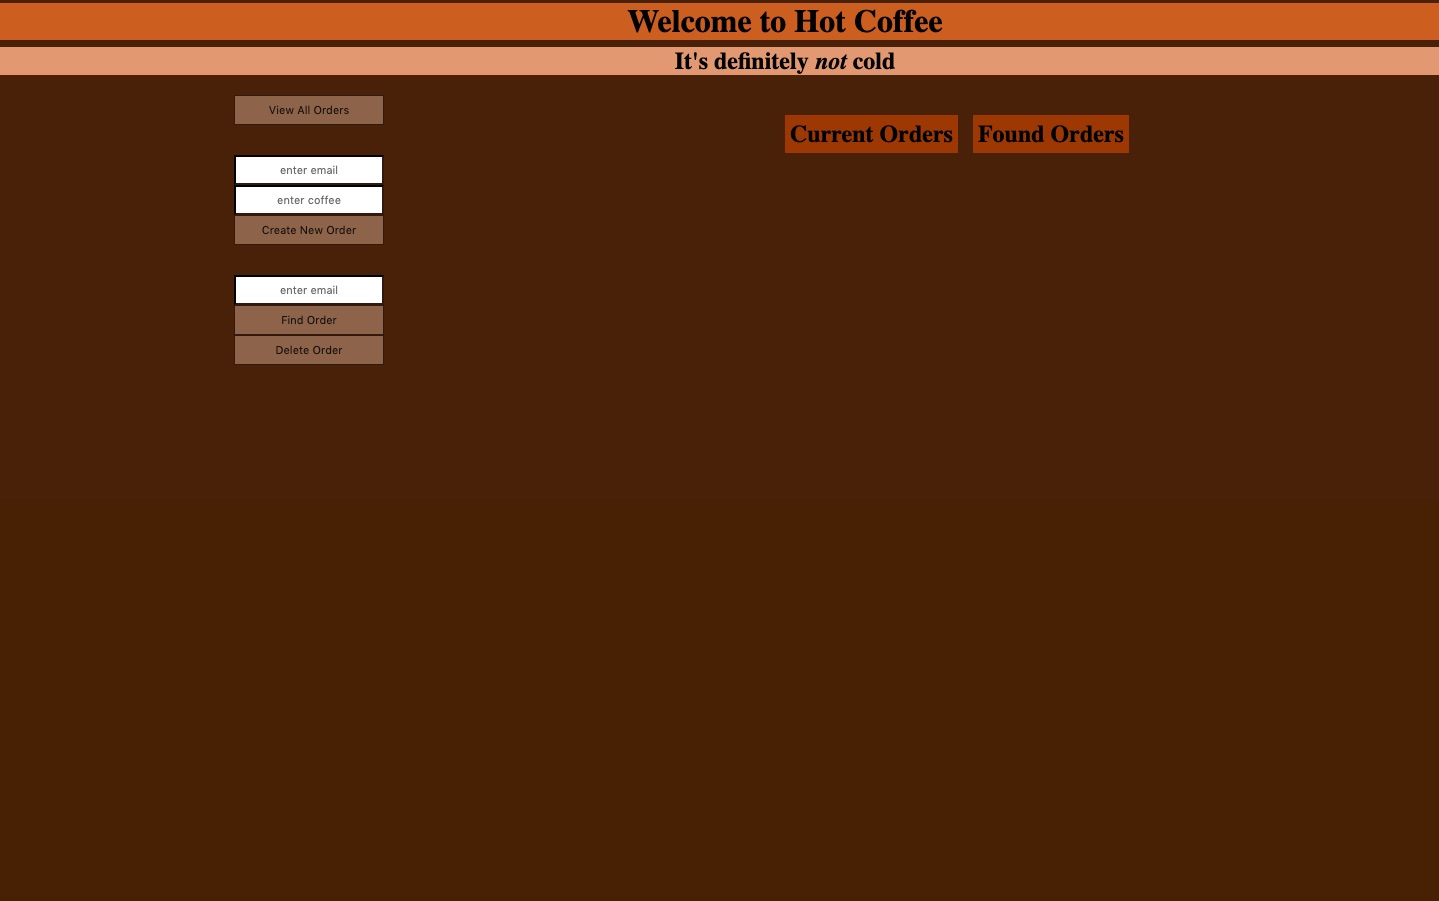 Welcome to Hot Coffee
It's definitely not cold
View All Orders
enter email
enter coffee
Create New Order
enter email
Find Order
Delete Order
Current Orders
Found Orders